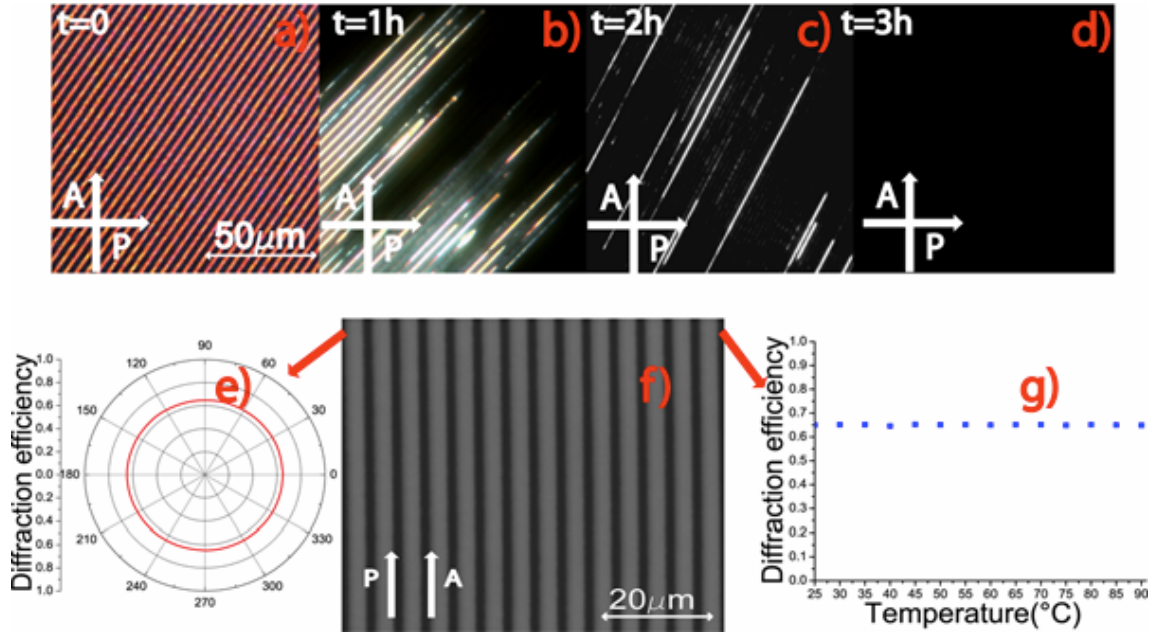 t=0 a)
t=1h b)
t=2h c)
t=3h d)
A
P
50μm
A
P
A
P
A
P
e)
Diffraction efficiency
1.0
0.8
0.6
0.4
0.2
0.0
0.2
0.4
0.6
0.8
1.0
90
60
30
0
330
300
270
240
210
180
150
120
f)
P
A
20μm
g)
Diffraction efficiency
1.0
0.9
0.8
0.7
0.6
0.5
0.4
0.3
0.2
0.1
0.0
25 30 35 40 45 50 55 60 65 70 75 80 85 90
Temperature(°C)